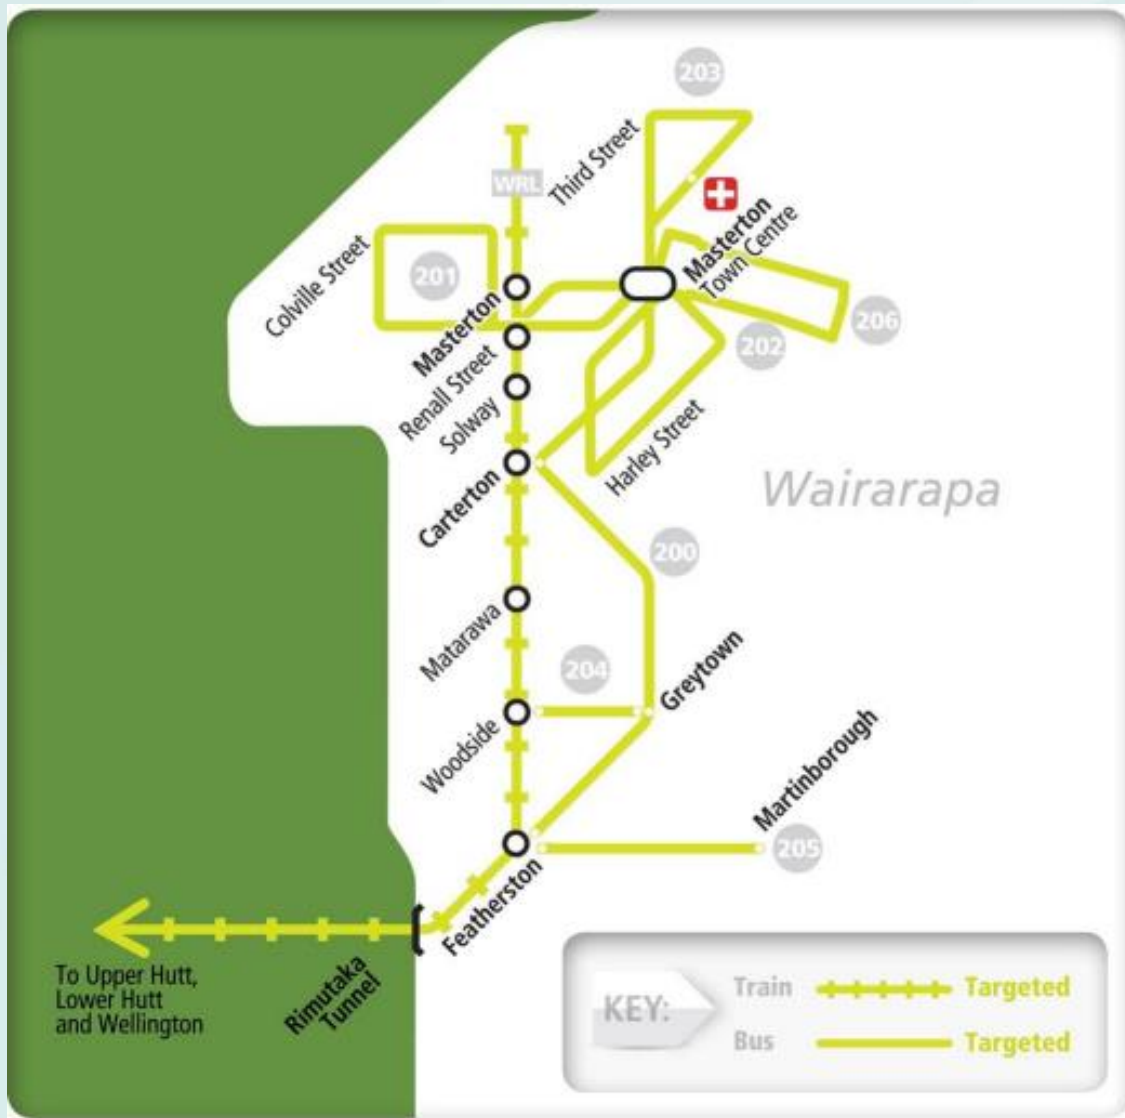 203
Third Street
WRL
Masterton
Town Centre
Colville Street
201
206
202
Masterton
Renall Street
Solway
Harley Street
Carterton
Wairarapa
200
Matarawa
204
Greytown
Woodside
Martinborough
205
Featherston
To Upper Hutt,
Lower Hutt
and Wellington
Rimutaka
Tunnel
KEY:
Train
Targeted
Bus
Targeted